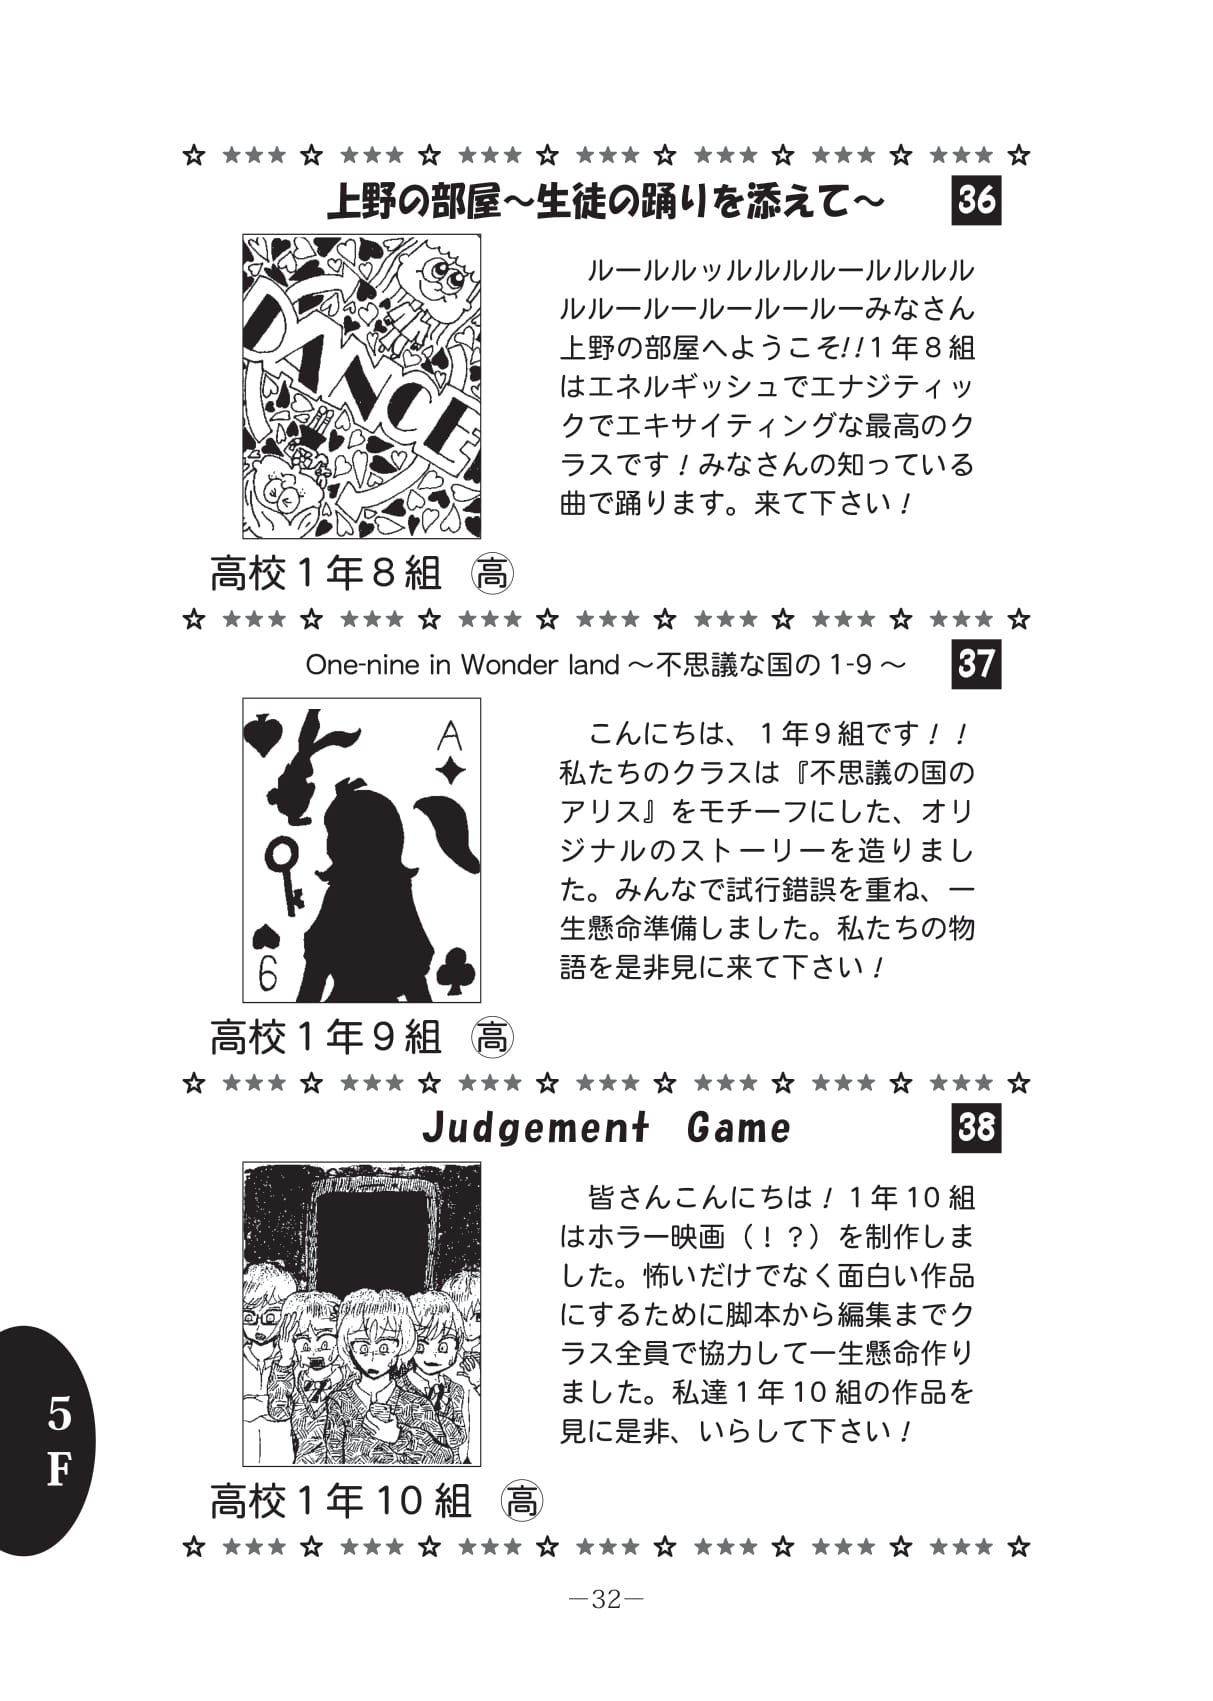 ☆ ★★★ ☆ ★★★ ☆ ★★★ ☆ ★★★ ☆ ★★★ ☆ ★★★ ☆ ★★★ ☆
上野の部屋～生徒の踊りを添えて～ 36
DANCE
ルールルッルルルルールルルル
ルルールールールールーみなさん
上野の部屋へようこそ!!１年８組
はエネルギッシュでエナジティッ
クでエキサイティングな最高のク
ラスです！みなさんの知っている
曲で踊ります。来て下さい！
高校１年８組 ㊫高
☆ ★★★ ☆ ★★★ ☆ ★★★ ☆ ★★★ ☆ ★★★ ☆ ★★★ ☆ ★★★ ☆
One-nine in Wonder land～不思議な国の 1-9～ 37
A
6
こんにちは、１年９組です！！
私たちのクラスは『不思議の国の
アリス』をモチーフにした、オリ
ジナルのストーリーを造りまし
た。みんなで試行錯誤を重ね、一
生懸命準備しました。私たちの物
語を是非見に来て下さい！
高校１年９組 高
☆ ★★★ ☆ ★★★ ☆ ★★★ ☆ ★★★ ☆ ★★★ ☆ ★★★ ☆ ★★★ ☆
Judgement Game 38
皆さんこんにちは！１年 10 組
はホラー映画（！？）を制作しま
した。怖いだけでなく面白い作品
にするために脚本から編集までク
ラス全員で協力して一生懸命作り
ました。私達１年 10 組の作品を
見に是非、いらして下さい！
高校１年 10 組 高
☆ ★★★ ☆ ★★★ ☆ ★★★ ☆ ★★★ ☆ ★★★ ☆ ★★★ ☆ ★★★ ☆
5
F
—32—